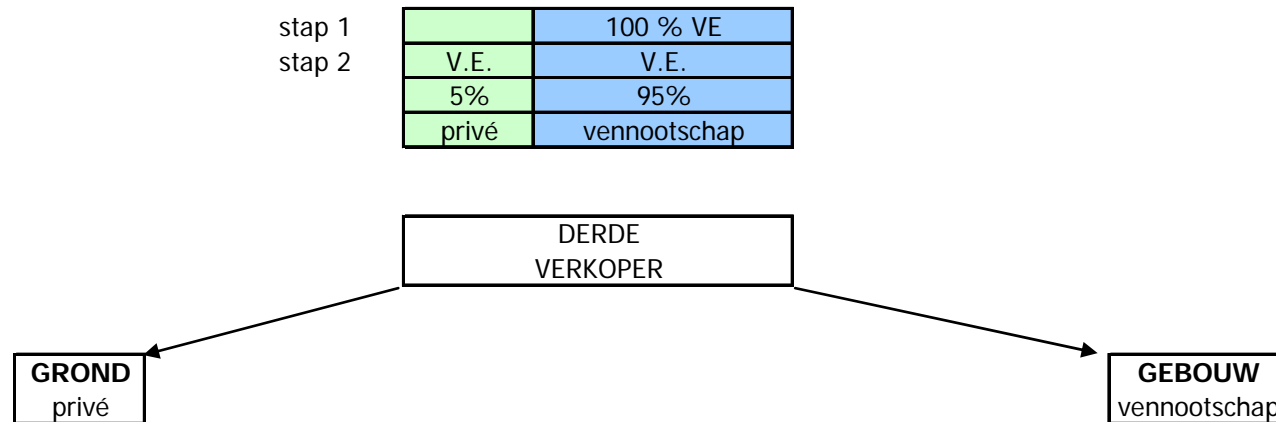 stap 1 100 % VE
stap 2 V.E. V.E.
5% 95%
privé vennootschap
DERDE
VERKOPER
GROND GEBOUW
privé vennootschap